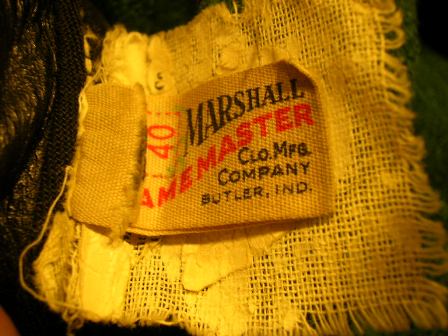 40
MARSHALL
AMEMASTER
CLO. MFG.
COMPANY
BUTLER, IND.